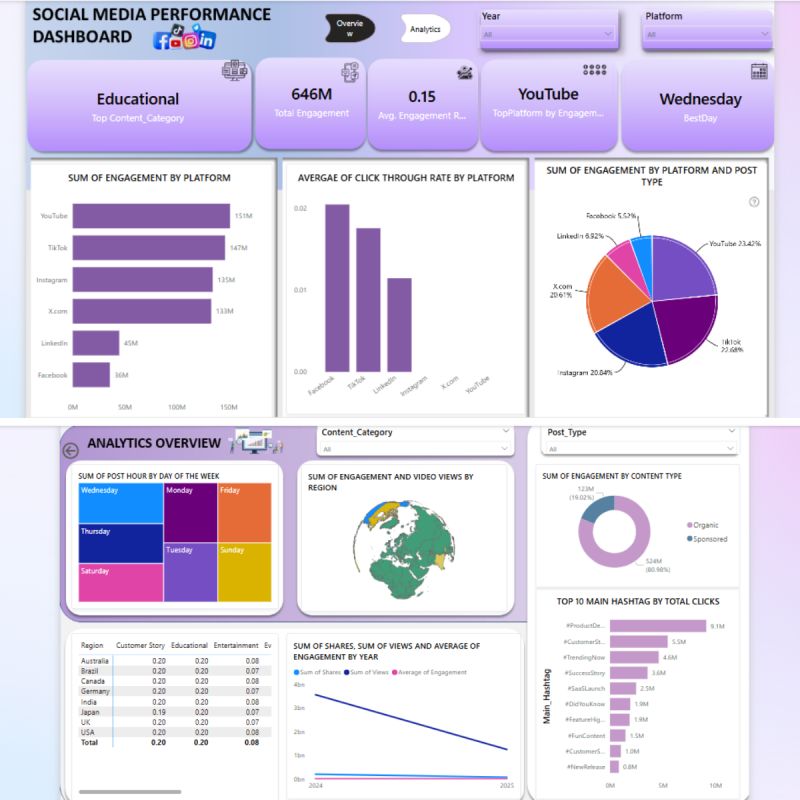 SOCIAL MEDIA PERFORMANCE
DASHBOARD
Overvie
w
Analytics
Year
All
Platform
All
Educational
Top Content_Category
646M
Total Engagement
0.15
Avg. Engagement R...
YouTube
TopPlatform by Engagem...
Wednesday
BestDay
SUM OF ENGAGEMENT BY PLATFORM
YouTube 151M
TikTok 147M
Instagram 135M
X.com 133M
LinkedIn 45M
Facebook 36M
0M 50M 100M 150M
AVERGAE OF CLICK THROUGH RATE BY PLATFORM
0.02
0.01
0.00
Facebook TikTok LinkedIn Instagram X.com YouTube
SUM OF ENGAGEMENT BY PLATFORM AND POST
TYPE
Facebook 5.52%
LinkedIn 6.92%
YouTube 23.42%
X.com
20.61%
TikTok
22.68%
Instagram 20.84%
ANALYTICS OVERVIEW
Content_Category
All
Post_Type
All
SUM OF POST HOUR BY DAY OF THE WEEK
Wednesday
Monday
Friday
Thursday
Tuesday
Sunday
Saturday
SUM OF ENGAGEMENT AND VIDEO VIEWS BY
REGION
SUM OF ENGAGEMENT BY CONTENT TYPE
123M
(19.02%)
Organic
Sponsored
524M
(80.98%)
Region Customer Story Educational Entertainment Ev
Australia 0.20 0.20 0.08
Brazil 0.20 0.20 0.07
Canada 0.20 0.20 0.08
Germany 0.20 0.20 0.07
India 0.20 0.20 0.08
Japan 0.19 0.20 0.07
UK 0.20 0.20 0.07
USA 0.20 0.20 0.08
Total 0.20 0.20 0.08
SUM OF SHARES, SUM OF VIEWS AND AVERAGE OF
ENGAGEMENT BY YEAR
Sum of Shares Sum of Views Average of Engagement
4bn
3bn
2bn
1bn
0bn
2024 2025
TOP 10 MAIN HASHTAG BY TOTAL CLICKS
Main_Hashtag
#ProductDe... 9.1M
#CustomerSt... 5.5M
#TrendingNow 4.6M
#SuccessStory 3.6M
#SaaSLaunch 2.5M
#DidYouKnow 1.9M
#FeatureHig... 1.9M
#FunContent 1.5M
#CustomerS... 1.0M
#NewRelease 0.8M
0M 5M 10M